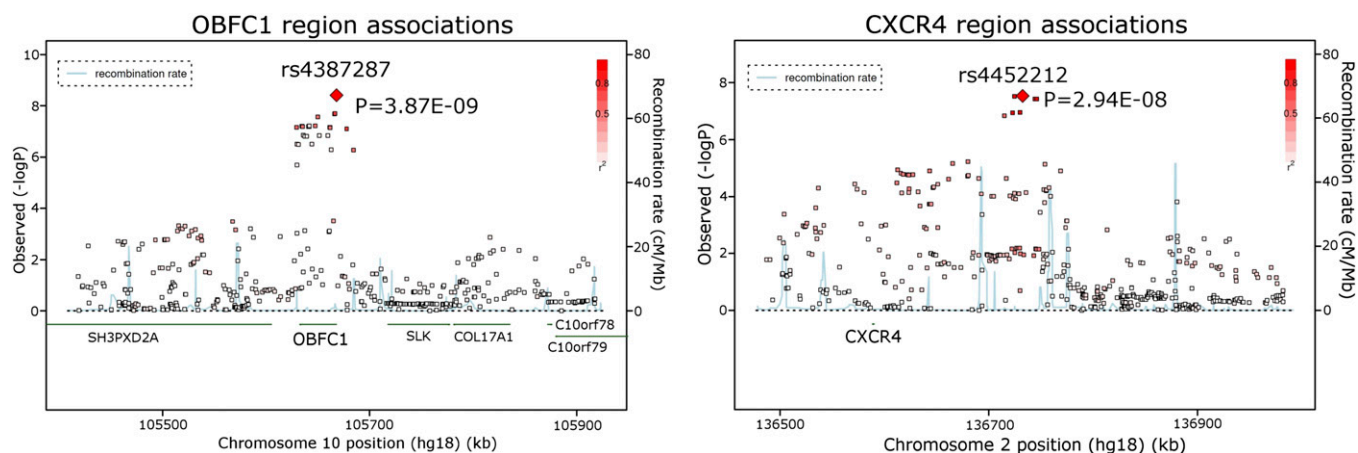 OBFC1 region associations
10
8
6
4
2
0
Observed (-logP)
recombination rate
rs4387287
P=3.87E-09
0.8
0.5
r²
80
60
40
20
0
Recombination rate (cM/Mb)
SH3PXD2A
OBFC1
SLK
COL17A1
C10orf78
C10orf79
105500
105700
105900
Chromosome 10 position (hg18) (kb)
CXCR4 region associations
8
6
4
2
0
Observed (-logP)
recombination rate
rs4452212
P=2.94E-08
0.8
0.5
r²
80
60
40
20
0
Recombination rate (cM/Mb)
CXCR4
136500
136700
136900
Chromosome 2 position (hg18) (kb)